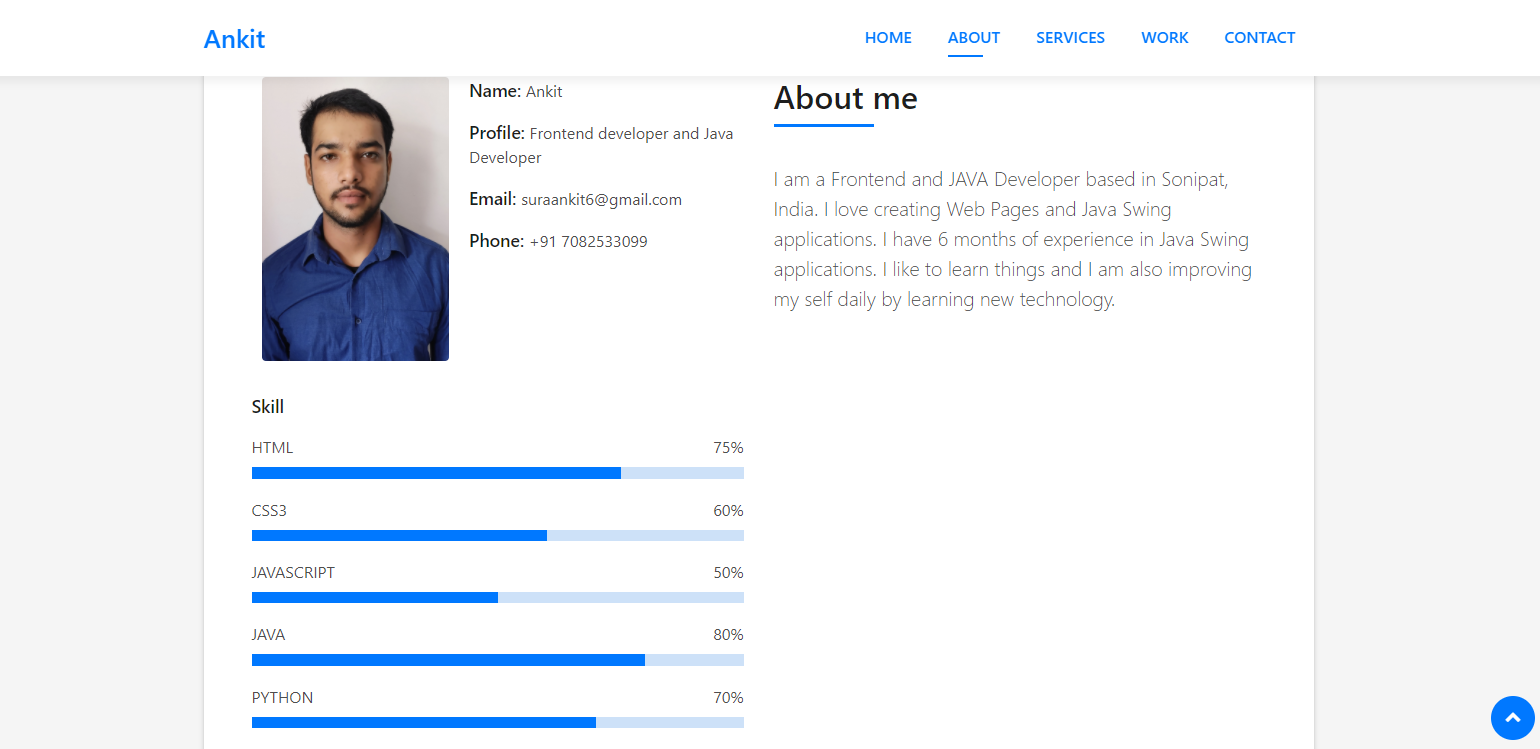 Ankit
HOME ABOUT SERVICES WORK CONTACT
Name: Ankit
Profile: Frontend developer and Java
Developer
Email: suraankit6@gmail.com
Phone: +91 7082533099
About me
I am a Frontend and JAVA Developer based in Sonipat,
India. I love creating Web Pages and Java Swing
applications. I have 6 months of experience in Java Swing
applications. I like to learn things and I am also improving
my self daily by learning new technology.
Skill
HTML 75%
CSS3 60%
JAVASCRIPT 50%
JAVA 80%
PYTHON 70%